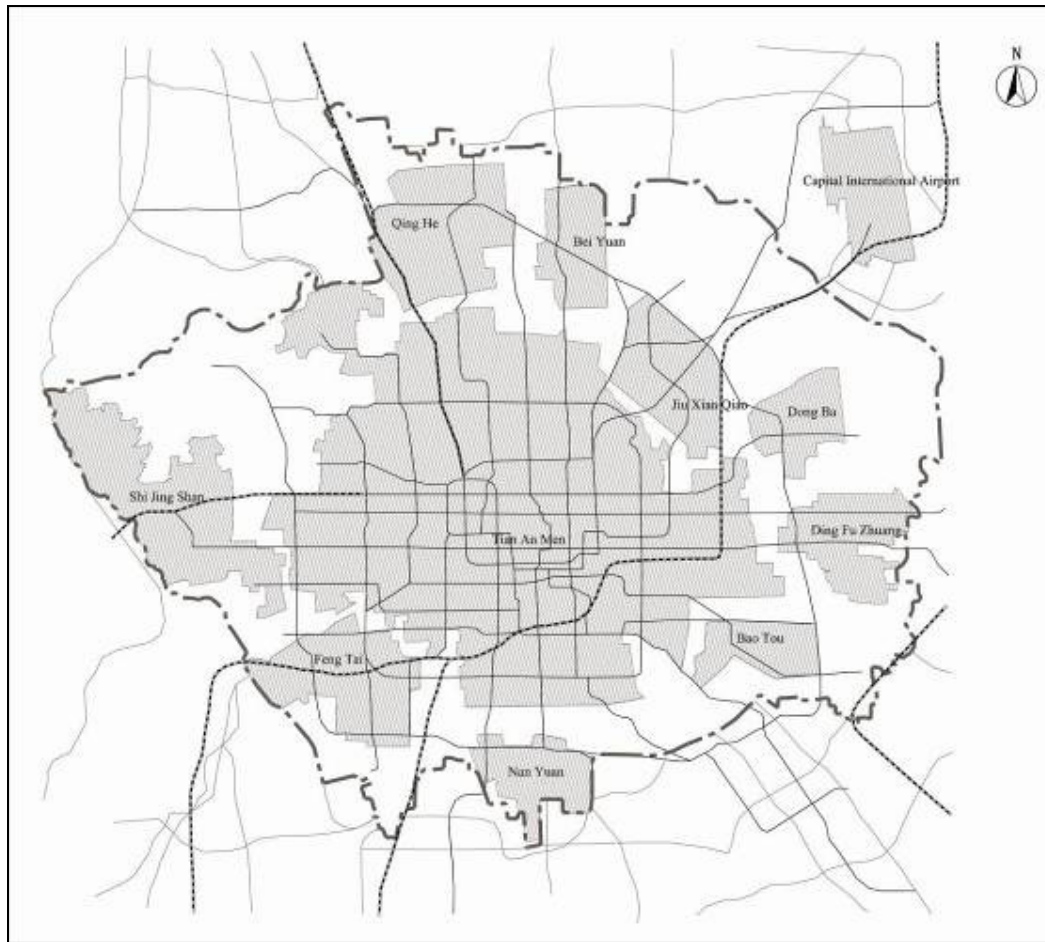 N
Capital International Airport
Qing He
Bei Yuan
Jiu Xian Qiao
Dong Ba
Shi Jing Shan
Ding Fu Zhuang
Tian An Men
Bao Tou
Feng Tai
Nan Yuan